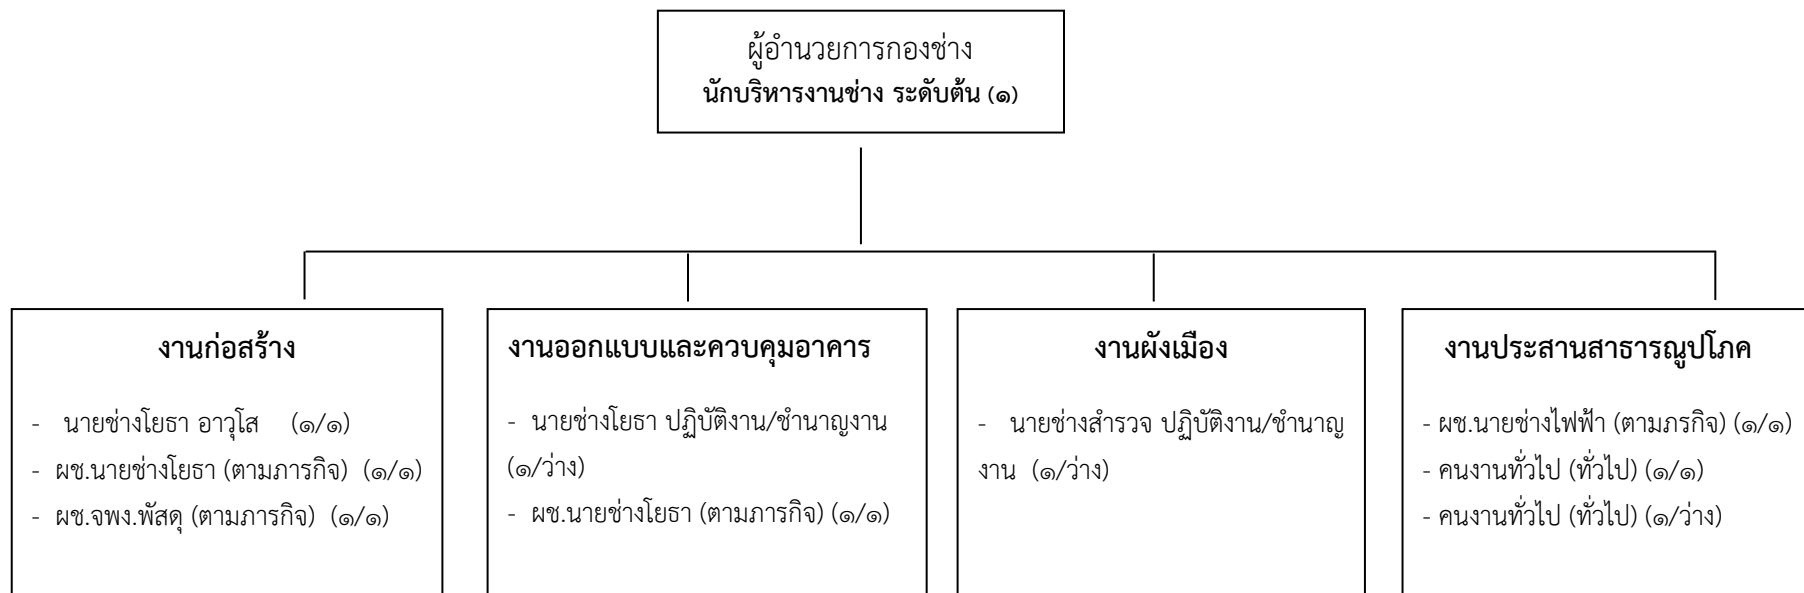 ผู้อำนวยการกองช่าง
นักบริหารงานช่าง ระดับต้น (๑)
งานก่อสร้าง
- นายช่างโยธา อาวุโส (๑/๑)
- ผช.นายช่างโยธา (ตามภารกิจ) (๑/๑)
- ผช.จพง.พัสดุ (ตามภารกิจ) (๑/๑)
งานออกแบบและควบคุมอาคาร
- นายช่างโยธา ปฏิบัติงาน/ชำนาญงาน
(๑/ว่าง)
- ผช.นายช่างโยธา (ตามภารกิจ) (๑/๑)
งานผังเมือง
- นายช่างสำรวจ ปฏิบัติงาน/ชำนาญ
งาน (๑/ว่าง)
งานประสานสาธารณูปโภค
- ผช.นายช่างไฟฟ้า (ตามภรกิจ) (๑/๑)
- คนงานทั่วไป (ทั่วไป) (๑/๑)
- คนงานทั่วไป (ทั่วไป) (๑/ว่าง)